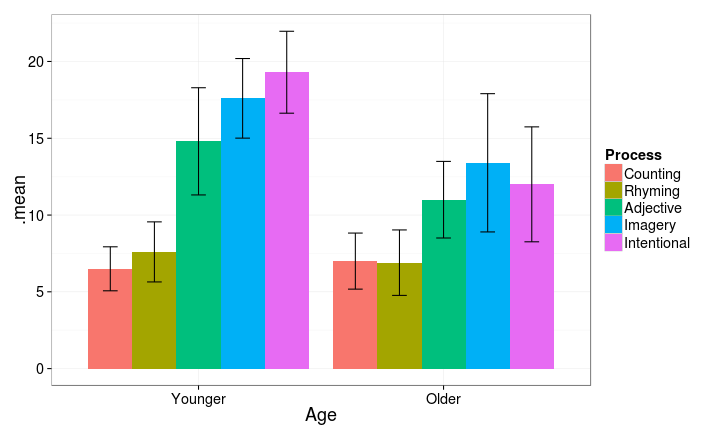 20
15
10
5
0
.mean
Younger
Older
Age
Process
Counting
Rhyming
Adjective
Imagery
Intentional